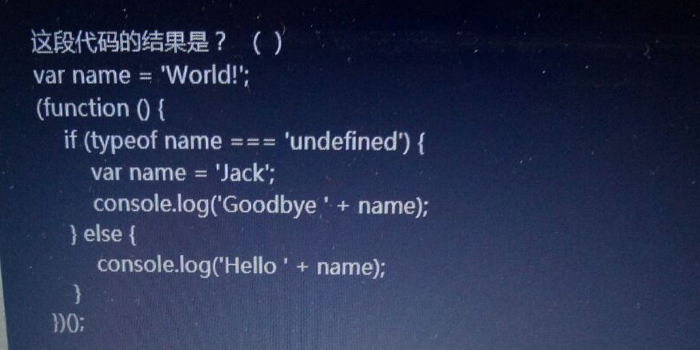 这段代码的结果是？ （ ）
var name = 'World!';
(function () {
if (typeof name === 'undefined') {
var name = 'Jack';
console.log('Goodbye ' + name);
} else {
console.log('Hello ' + name);
}
})();